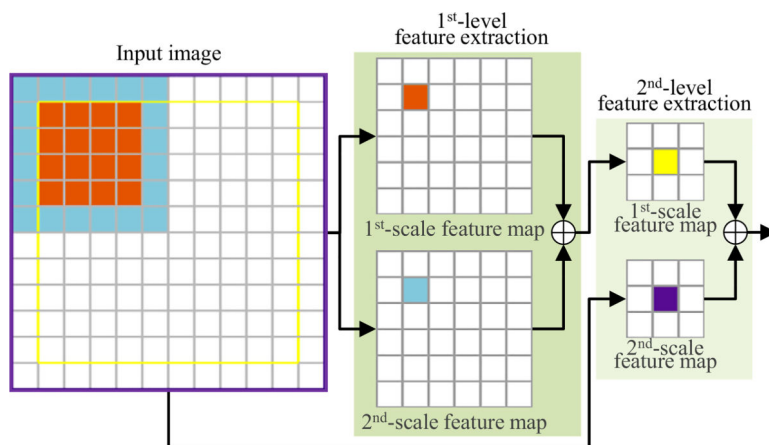 Input image
1st-level
feature extraction
1st-scale feature map
2nd-scale feature map
2nd-level
feature extraction
1st-scale
feature map
2nd-scale
feature map